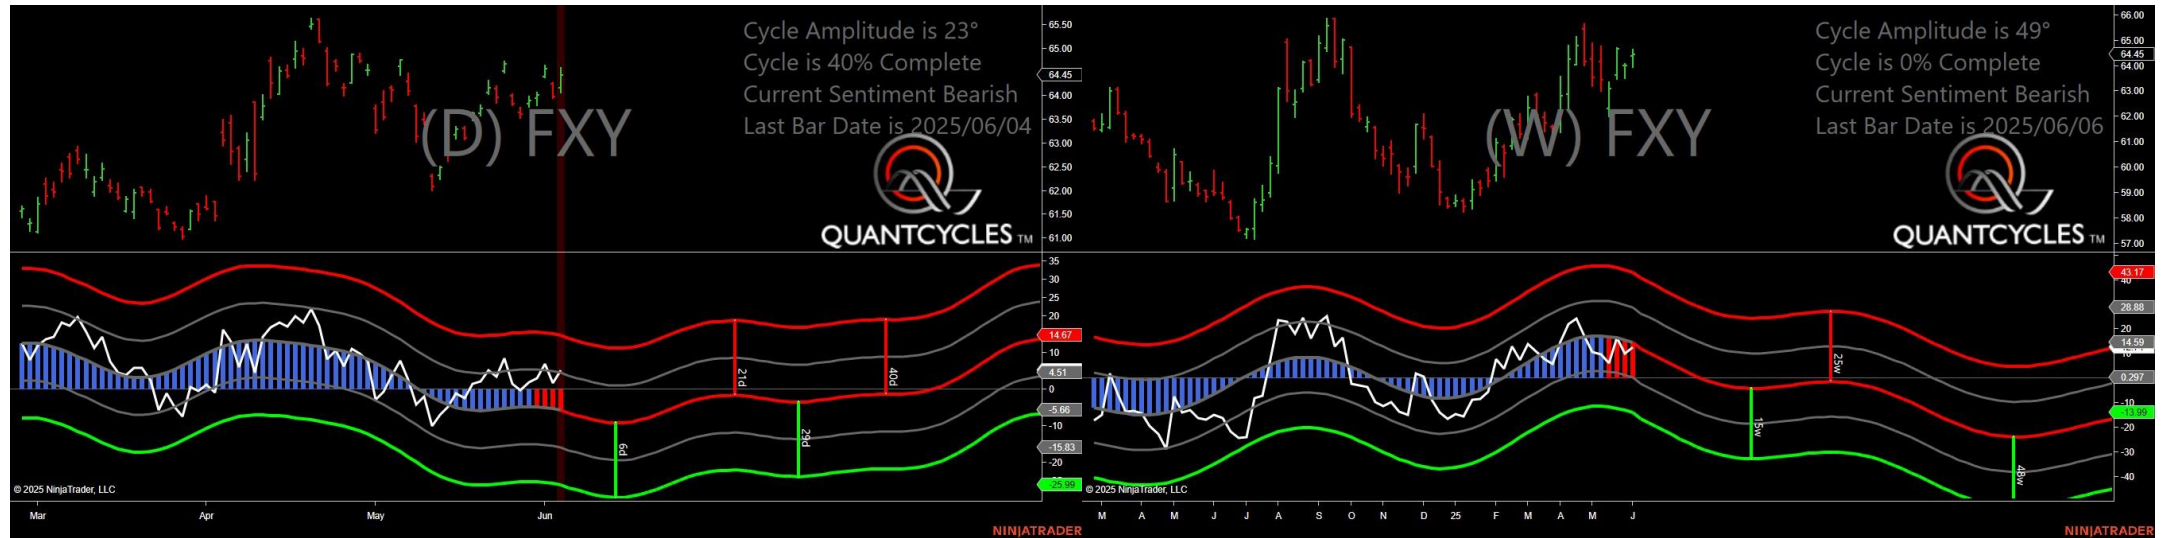 Cycle Amplitude is 23°
Cycle is 40% Complete
Current Sentiment Bearish
Last Bar Date is 2025/06/04
(D) FXY
QUANTCYCLES TM
65.50
65.00
64.45
64.00
63.50
63.00
62.50
62.00
61.50
61.00
35
30
25
20
14.67
10
4.51
0
-5.66
-10
-15.83
-20
-25.99
6d
21d
29d
40d
© 2025 NinjaTrader, LLC
Mar Apr May Jun
NINJATRADER
Cycle Amplitude is 49°
Cycle is 0% Complete
Current Sentiment Bearish
Last Bar Date is 2025/06/06
(W) FXY
QUANTCYCLES TM
66.00
65.00
64.45
64.00
63.00
62.00
61.00
60.00
59.00
58.00
57.00
43.17
40
28.88
20
14.59
10
0.297
-10
-13.99
-20
-30
-40
15w
25w
48w
© 2025 NinjaTrader, LLC
M A M J J A S O N D 25 F M A M J
NINJATRADER